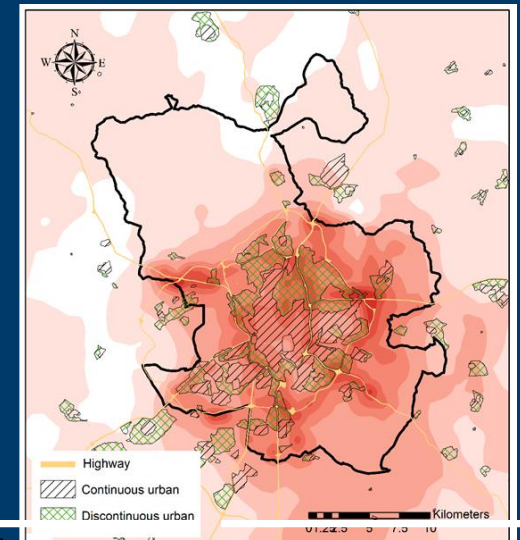 N
W E
S
Highway
Continuous urban
Discontinuous urban
Kilometers
5 7.5 10